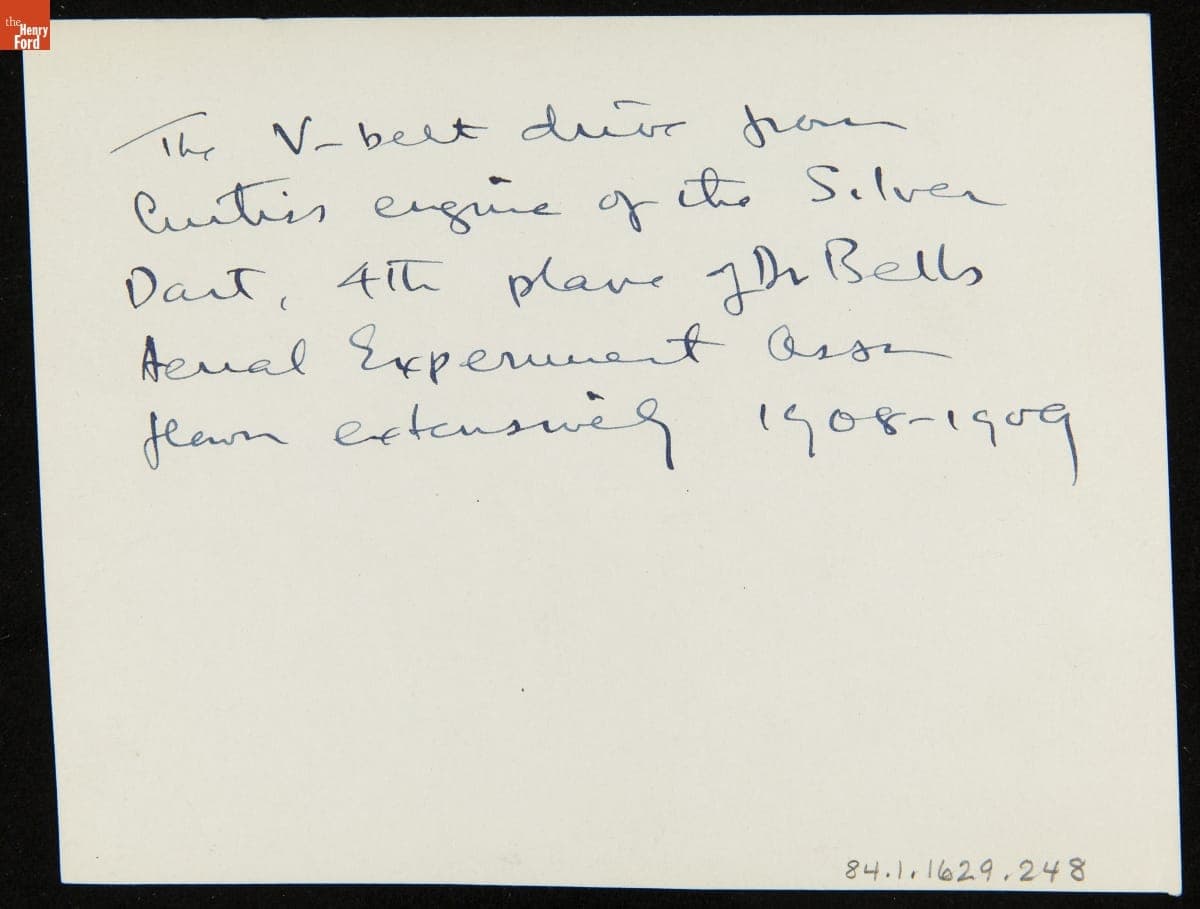 the
Henry
Ford
The V-belt drive from
Curtiss engine of the Silver
Dart, 4th plane of Dr Bells
Aerial Experiment Assn
flown extensively 1908-1909
84.1.1629.248